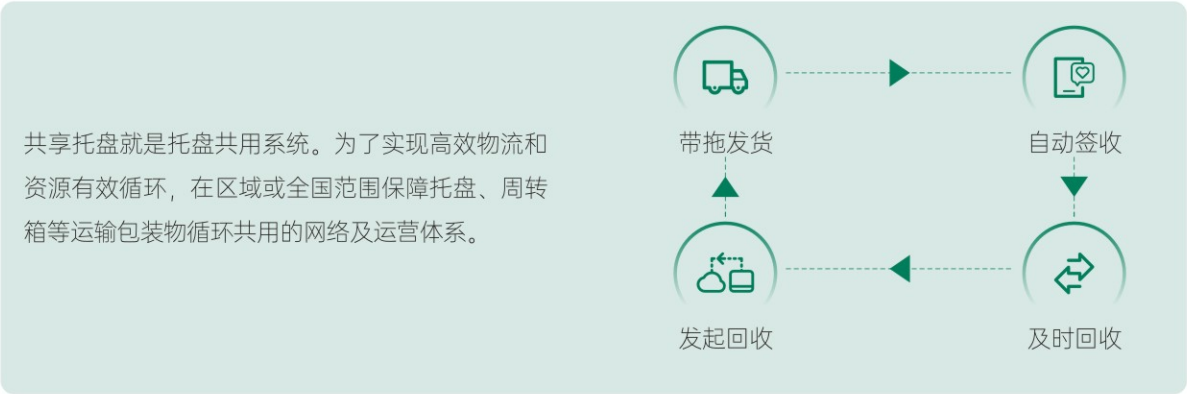 共享托盘就是托盘共用系统。为了实现高效物流和
资源有效循环，在区域或全国范围保障托盘、周转
箱等运输包装物循环共用的网络及运营体系。
带拖发货
自动签收
发起回收
及时回收